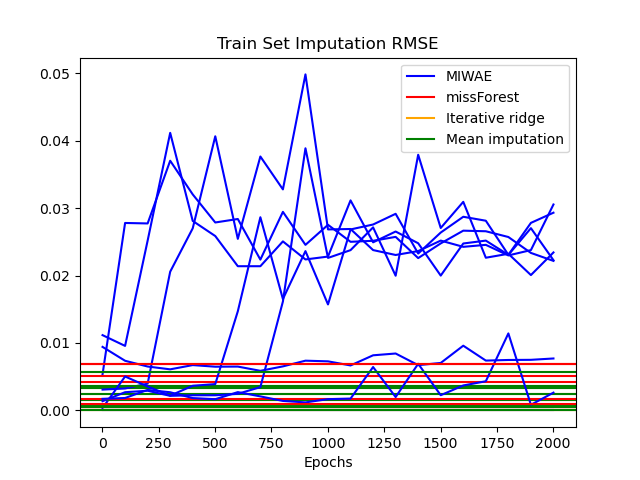 Train Set Imputation RMSE
0.05
0.04
0.03
0.02
0.01
0.00
MIWAE
missForest
Iterative ridge
Mean imputation
0 250 500 750 1000 1250 1500 1750 2000
Epochs